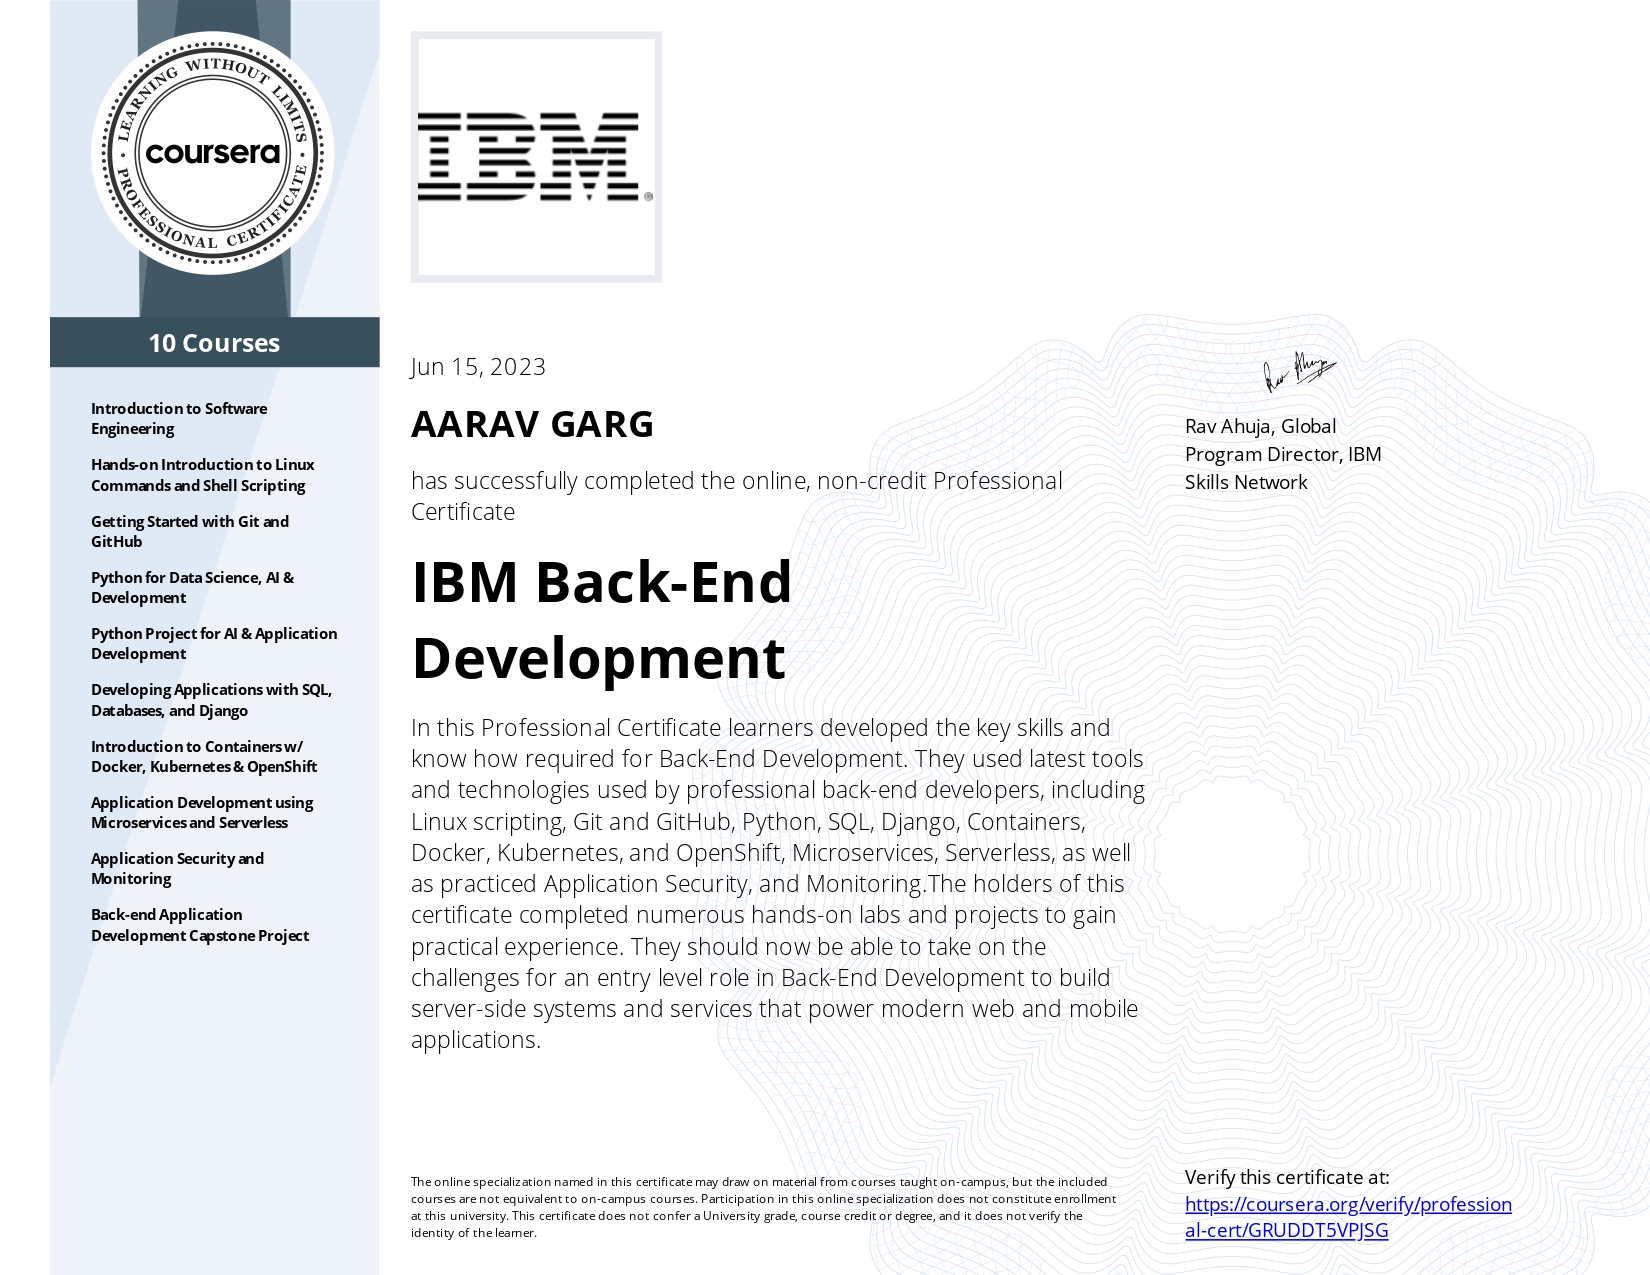 LEARNING WITHOUT LIMITS
coursera
PROFESSIONAL CERTIFICATE
10 Courses
Introduction to Software
Engineering
Hands-on Introduction to Linux
Commands and Shell Scripting
Getting Started with Git and
GitHub
Python for Data Science, AI &
Development
Python Project for AI & Application
Development
Developing Applications with SQL,
Databases, and Django
Introduction to Containers w/
Docker, Kubernetes & OpenShift
Application Development using
Microservices and Serverless
Application Security and
Monitoring
Back-end Application
Development Capstone Project
IBM®
Jun 15, 2023
AARAV GARG
has successfully completed the online, non-credit Professional
Certificate
IBM Back-End
Development
In this Professional Certificate learners developed the key skills and
know how required for Back-End Development. They used latest tools
and technologies used by professional back-end developers, including
Linux scripting, Git and GitHub, Python, SQL, Django, Containers,
Docker, Kubernetes, and OpenShift, Microservices, Serverless, as well
as practiced Application Security, and Monitoring.The holders of this
certificate completed numerous hands-on labs and projects to gain
practical experience. They should now be able to take on the
challenges for an entry level role in Back-End Development to build
server-side systems and services that power modern web and mobile
applications.
The online specialization named in this certificate may draw on material from courses taught on-campus, but the included
courses are not equivalent to on-campus courses. Participation in this online specialization does not constitute enrollment
at this university. This certificate does not confer a University grade, course credit or degree, and it does not verify the
identity of the learner.
Rav Ahuja
Rav Ahuja, Global
Program Director, IBM
Skills Network
Verify this certificate at:
https://coursera.org/verify/profession
al-cert/GRUDDT5VPJSG